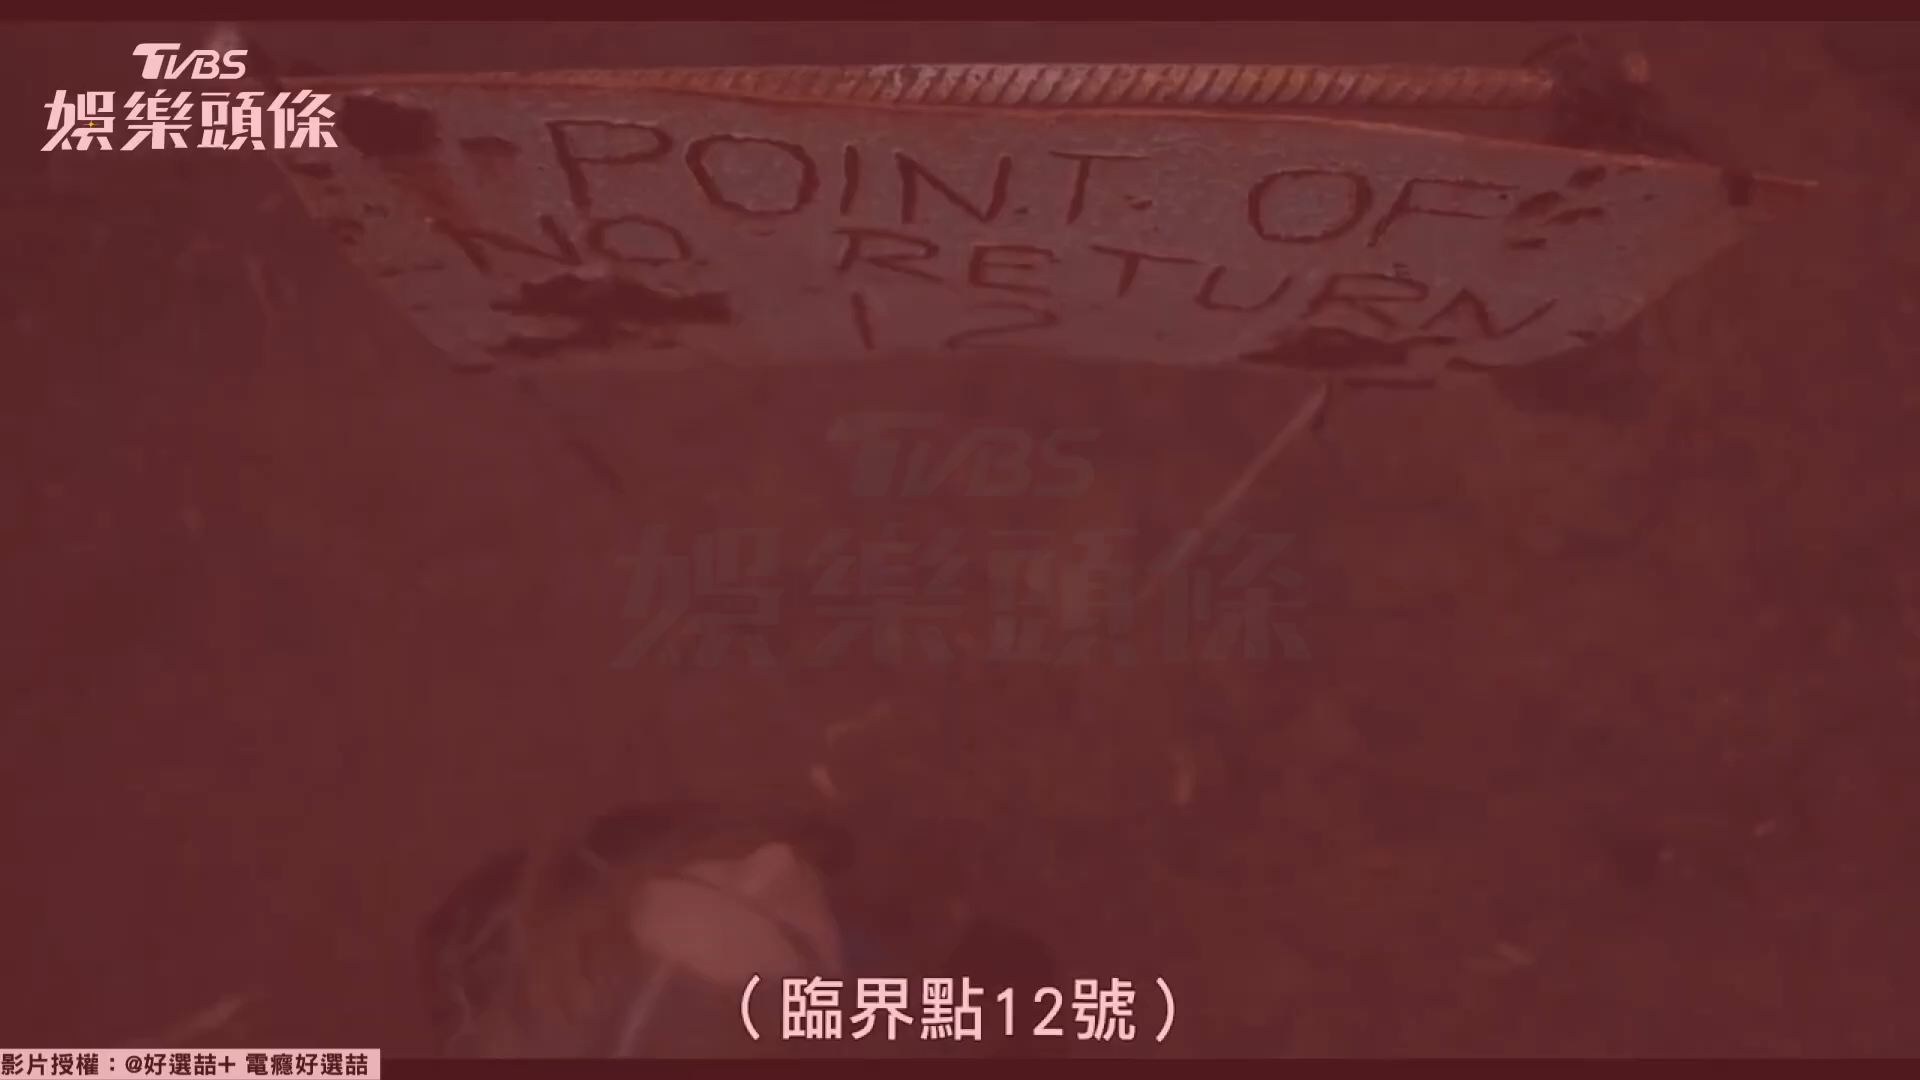 TVBS
娛樂頭條
POINT OF
NO RETURN
12
TVBS
娛樂頭條
（臨界點12號）
影片授權：@好選喆+ 電癮好選喆